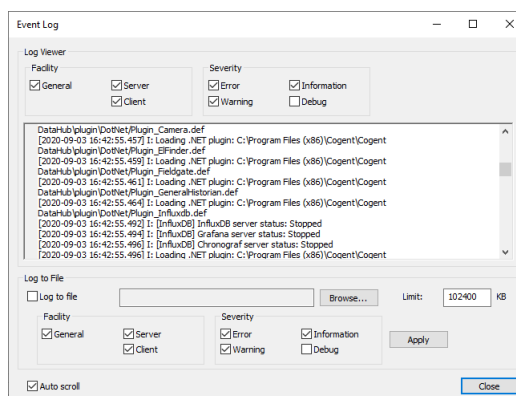 Event Log
Log Viewer
Facility
Severity
General
Server
Error
Information
Client
Warning
Debug
DataHub\plugin\DotNet/Plugin_Camera.def
[2020-09-03 16:42:55.457] I: Loading .NET plugin: C:\Program Files (x86)\Cogent\Cogent
DataHub\plugin\DotNet/Plugin_ElFinder.def
[2020-09-03 16:42:55.459] I: Loading .NET plugin: C:\Program Files (x86)\Cogent\Cogent
DataHub\plugin\DotNet/Plugin_Fieldgate.def
[2020-09-03 16:42:55.461] I: Loading .NET plugin: C:\Program Files (x86)\Cogent\Cogent
DataHub\plugin\DotNet/Plugin_GeneralHistorian.def
[2020-09-03 16:42:55.464] I: Loading .NET plugin: C:\Program Files (x86)\Cogent\Cogent
DataHub\plugin\DotNet/Plugin_Influxdb.def
[2020-09-03 16:42:55.492] I: [InfluxDB] InfluxDB server status: Stopped
[2020-09-03 16:42:55.494] I: [InfluxDB] Grafana server status: Stopped
[2020-09-03 16:42:55.496] I: [InfluxDB] Chronograf server status: Stopped
[2020-09-03 16:42:55.496] I: Loading .NET plugin: C:\Program Files (x86)\Cogent\Cogent
Log to File
Log to file
Browse...
Limit:
102400
KB
Facility
Severity
General
Server
Error
Information
Apply
Client
Warning
Debug
Auto scroll
Close